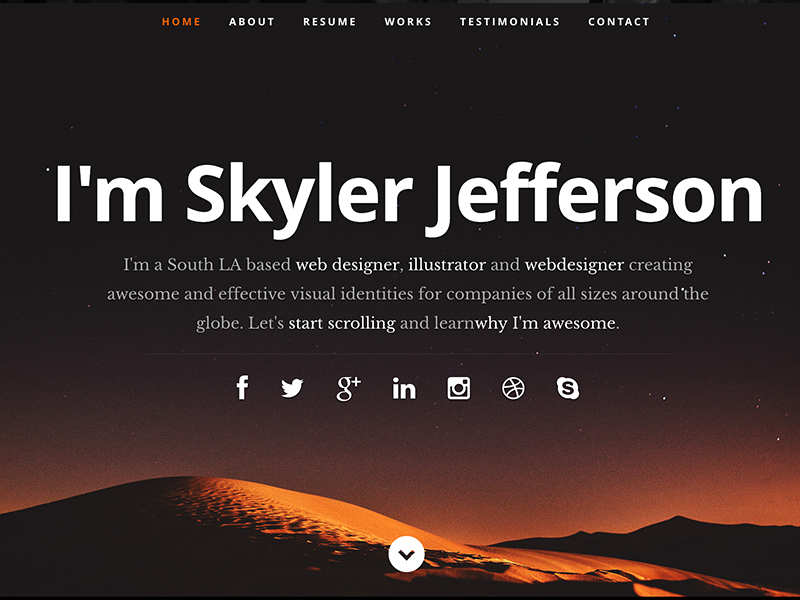 HOME ABOUT RESUME WORKS TESTIMONIALS CONTACT
I'm Skyler Jefferson
I'm a South LA based web designer, illustrator and webdesigner creating
awesome and effective visual identities for companies of all sizes around the
globe. Let's start scrolling and learnwhy I'm awesome.